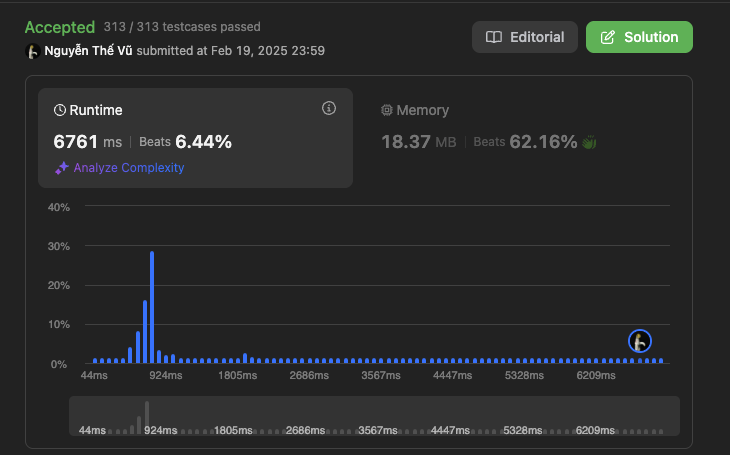 Accepted 313 / 313 testcases passed
Editorial
Solution
Nguyễn Thế Vũ submitted at Feb 19, 2025 23:59
Runtime
Memory
6761 ms | Beats 6.44%
18.37 MB | Beats 62.16%
Analyze Complexity
40%
30%
20%
10%
0%
44ms 924ms 1805ms 2686ms 3567ms 4447ms 5328ms 6209ms
44ms 924ms 1805ms 2686ms 3567ms 4447ms 5328ms 6209ms